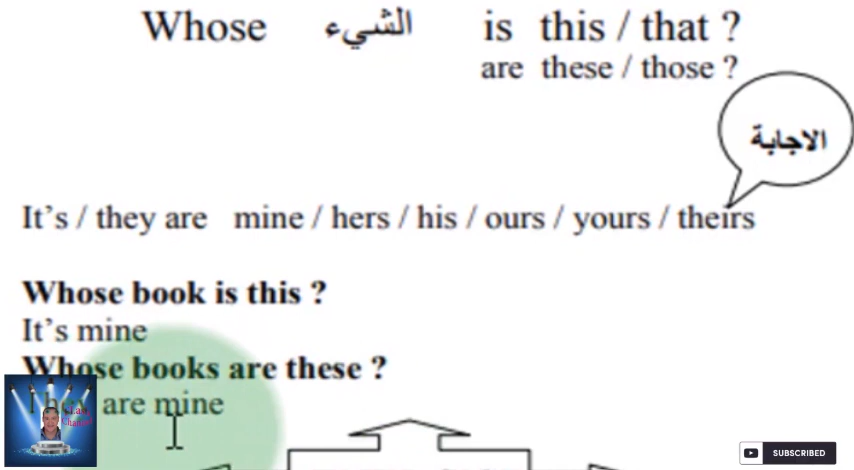 Whose الشيء is this / that ?
are these / those ?
الاجابة
It's / they are mine / hers / his / ours / yours / theirs
Whose book is this ?
It's mine
Whose books are these ?
They are mine
SUBSCRIBED